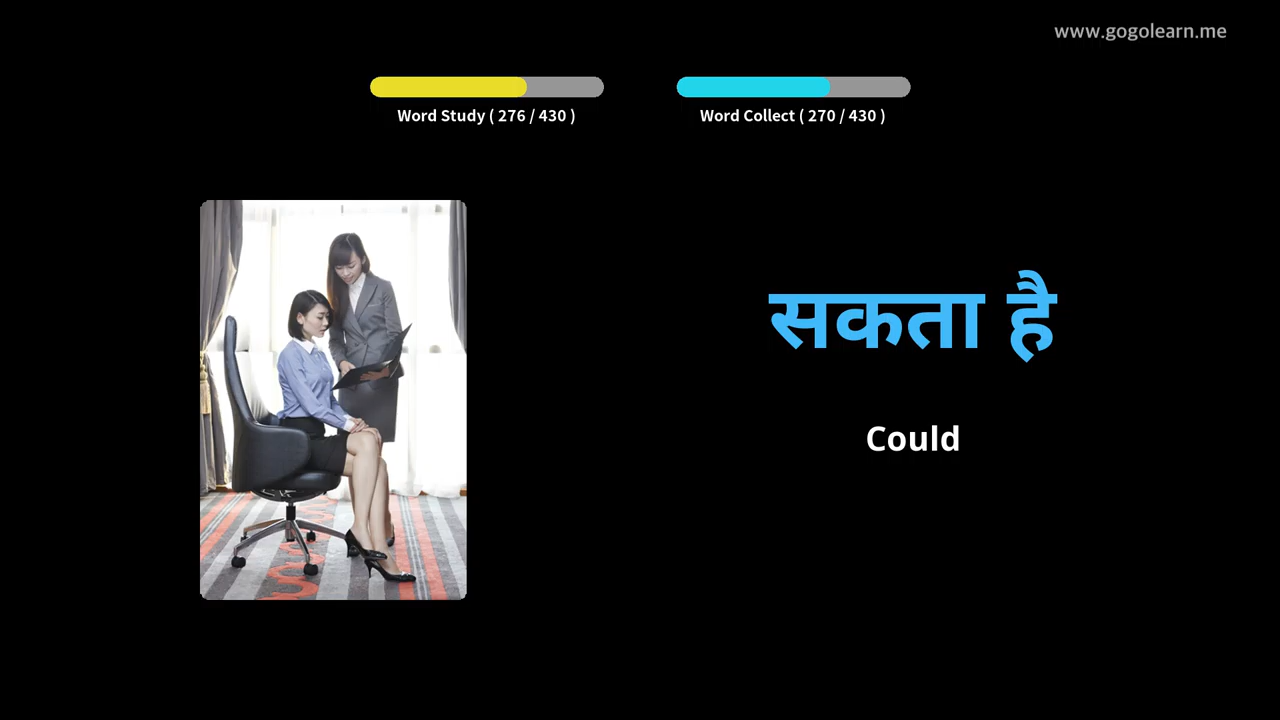 www.gogolearn.me
Word Study ( 276 / 430 )
Word Collect ( 270 / 430 )
सकता है
Could